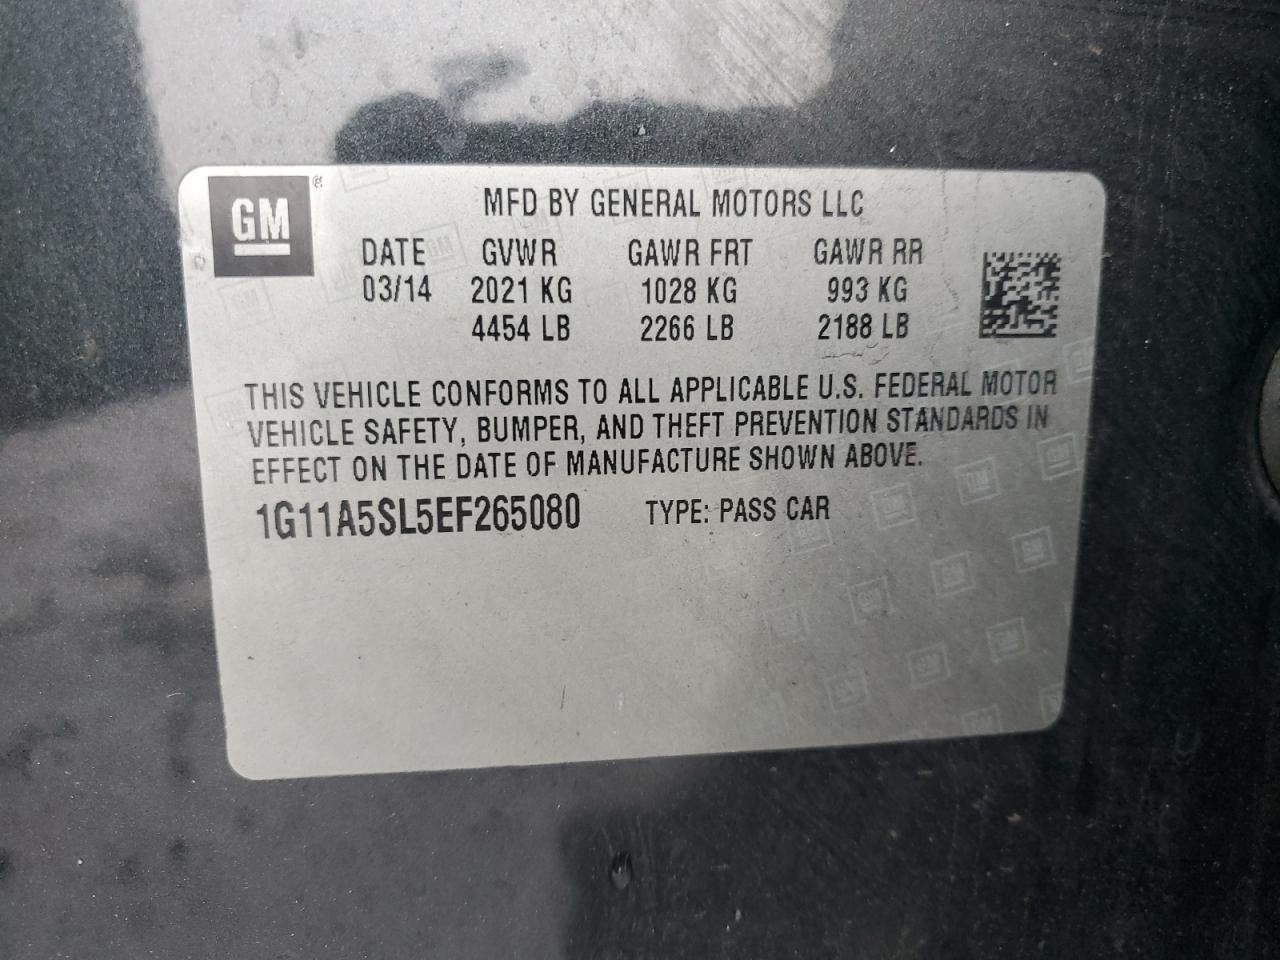 GM ®
MFD BY GENERAL MOTORS LLC
DATE GVWR GAWR FRT GAWR RR
03/14 2021 KG 1028 KG 993 KG
4454 LB 2266 LB 2188 LB
THIS VEHICLE CONFORMS TO ALL APPLICABLE U.S. FEDERAL MOTOR
VEHICLE SAFETY, BUMPER, AND THEFT PREVENTION STANDARDS IN
EFFECT ON THE DATE OF MANUFACTURE SHOWN ABOVE.
1G11A5SL5EF265080 TYPE: PASS CAR